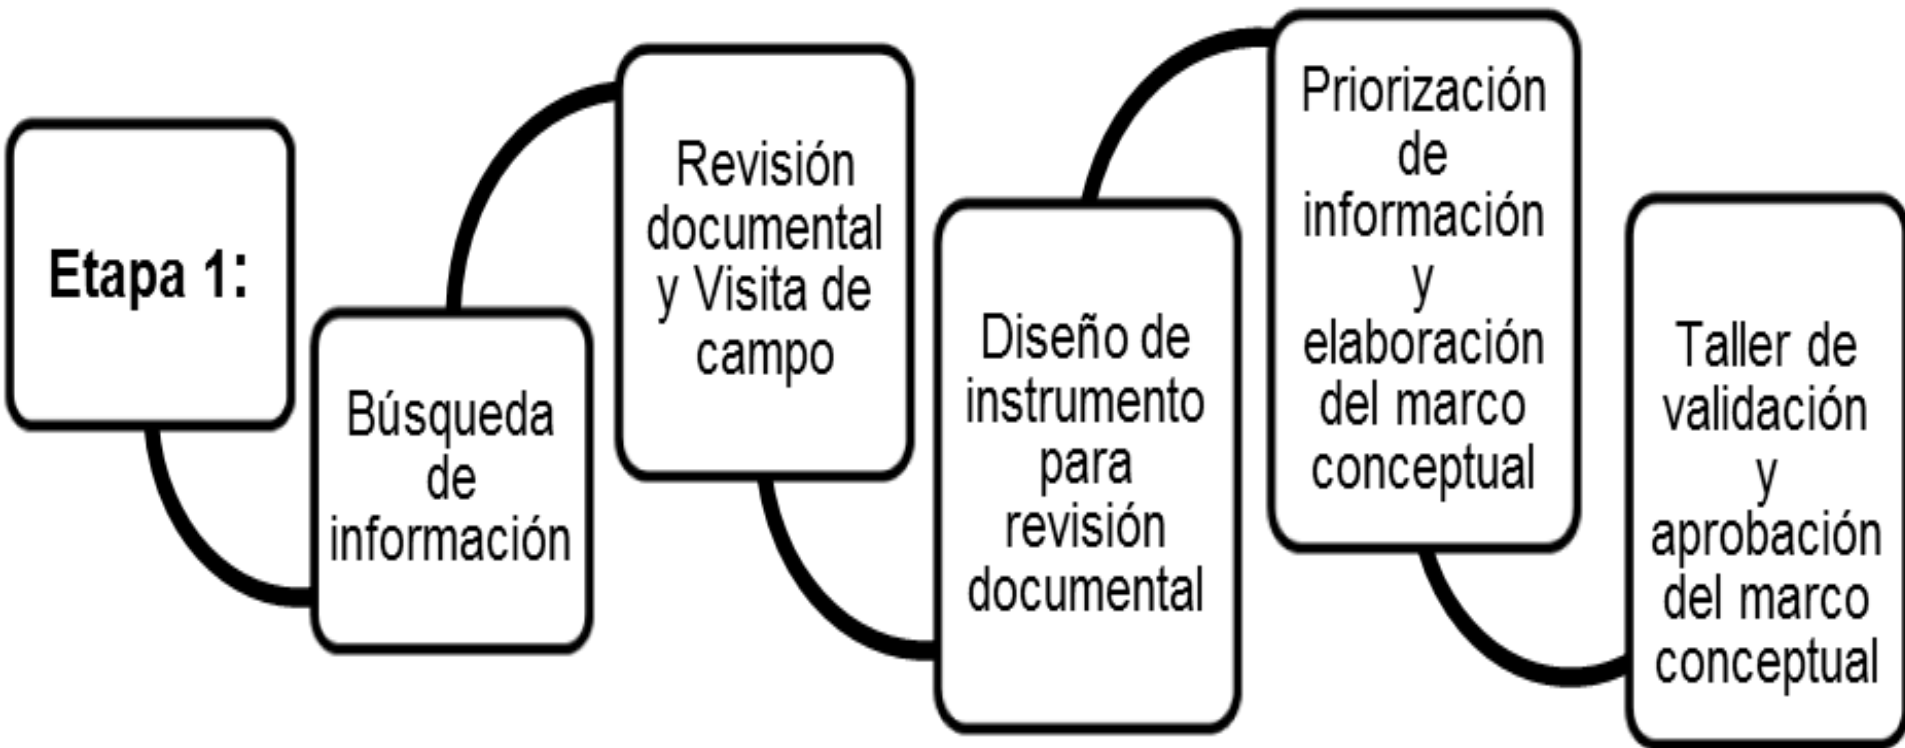 Etapa 1:
Búsqueda
de
información
Revisión
documental
y Visita de
campo
Diseño de
instrumento
para
revisión
documental
Priorización
de
información
y
elaboración
del marco
conceptual
Taller de
validación
y
aprobación
del marco
conceptual